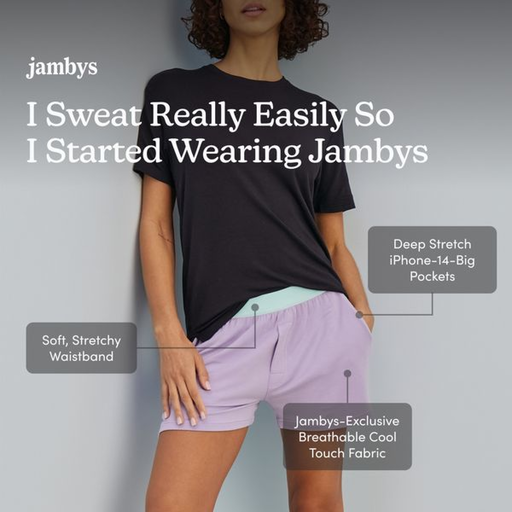 jambys
I Sweat Really Easily So
I Started Wearing Jambys
Deep Stretch
iPhone-14-Big
Pockets
Soft, Stretchy
Waistband
Jambys-Exclusive
Breathable Cool
Touch Fabric